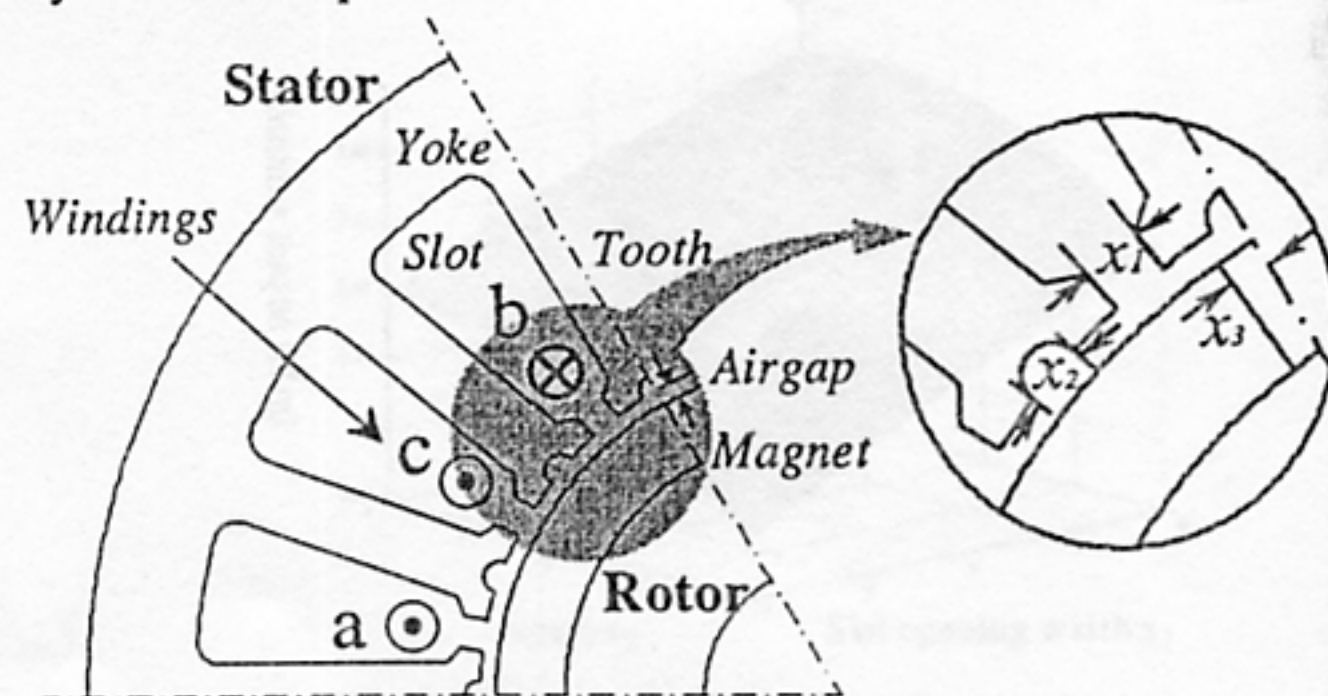 Stator
Yoke
Windings
Slot
Tooth
b
x1
Airgap
x3
x2
c
Magnet
Rotor
a